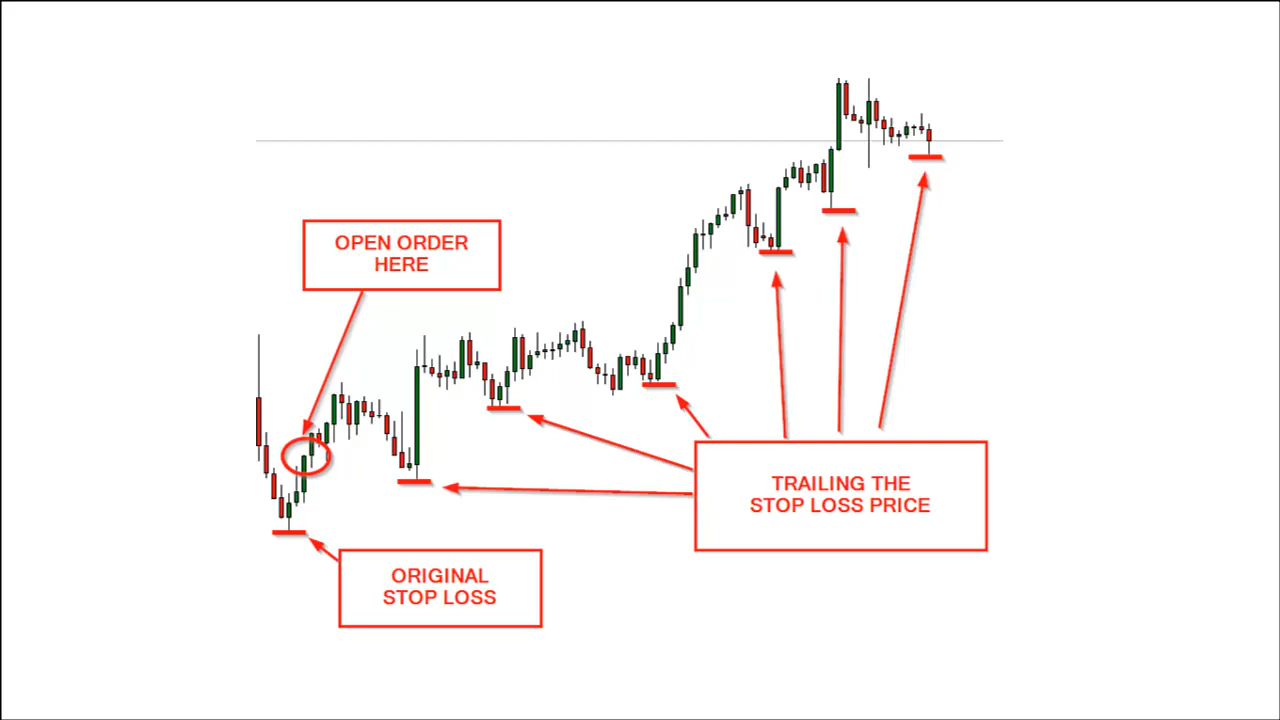 OPEN ORDER
HERE
TRAILING THE
STOP LOSS PRICE
ORIGINAL
STOP LOSS